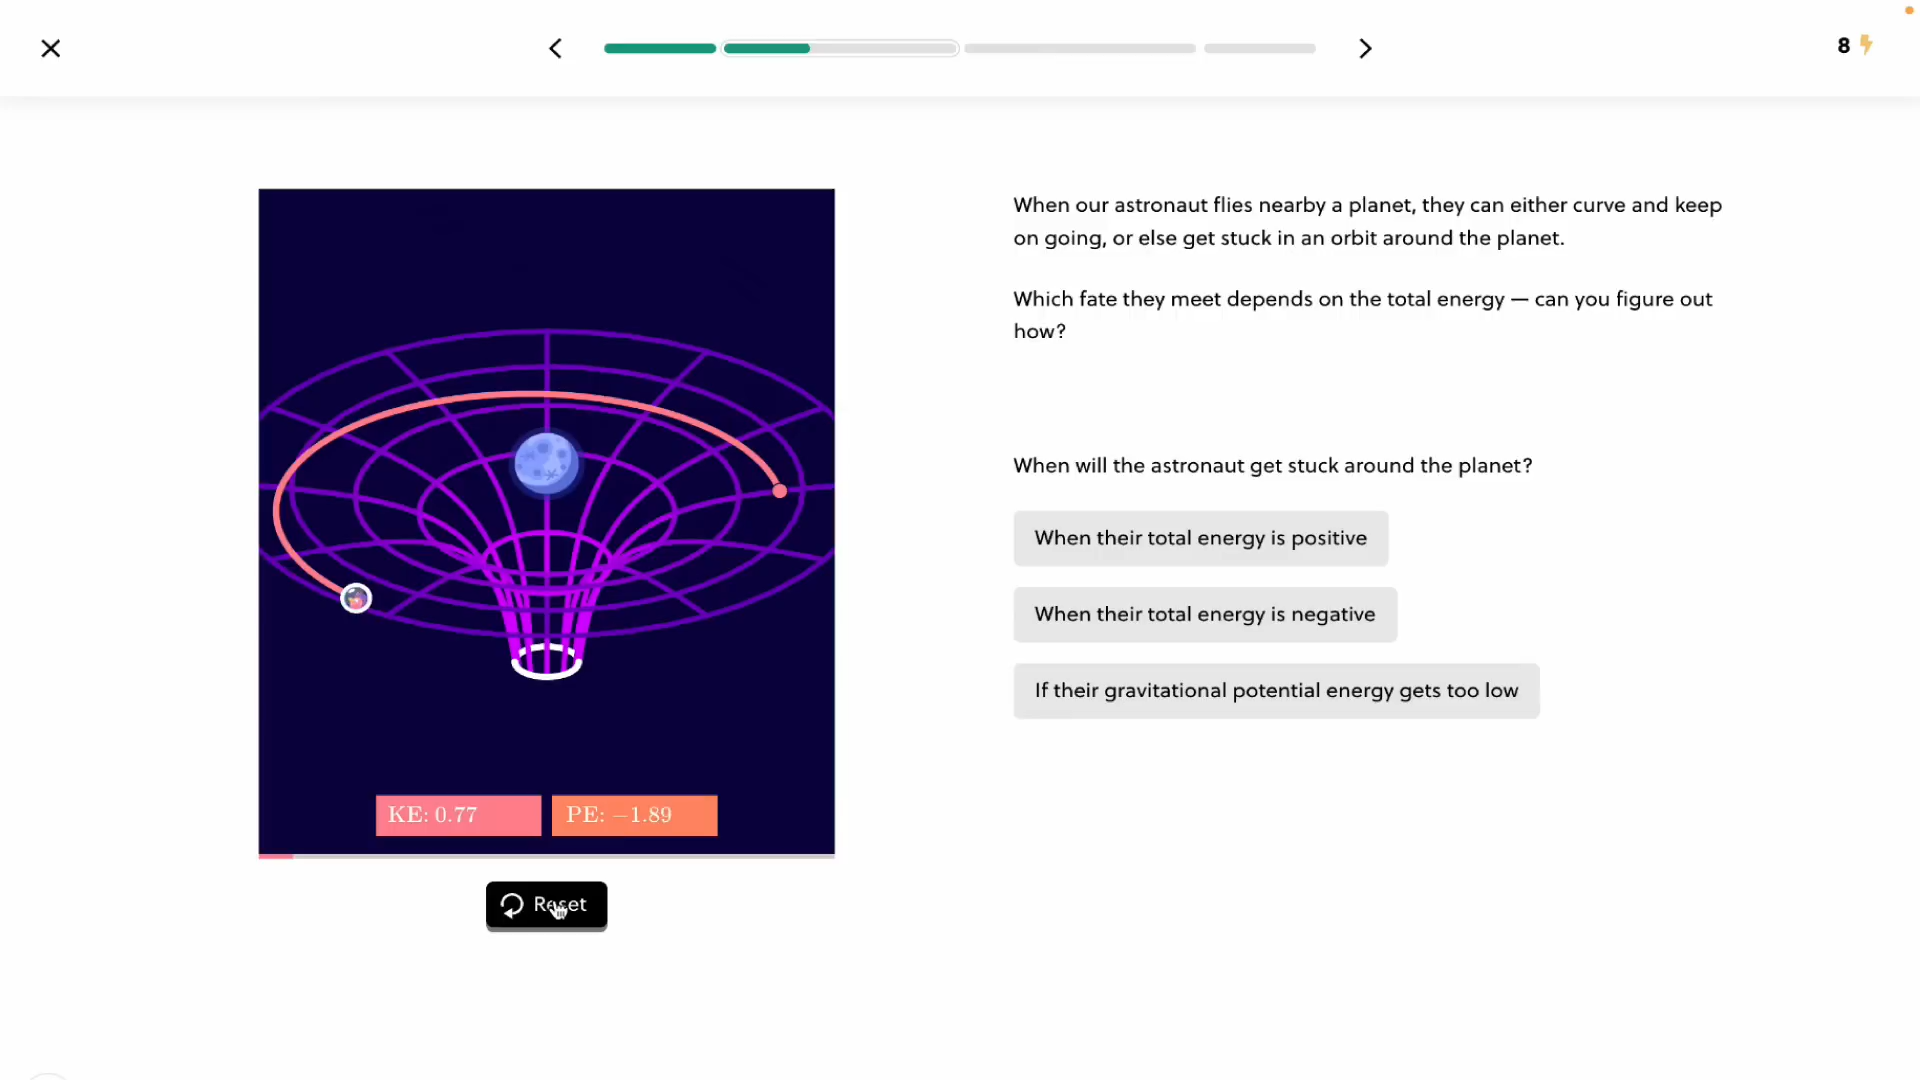 8
When our astronaut flies nearby a planet, they can either curve and keep
on going, or else get stuck in an orbit around the planet.
Which fate they meet depends on the total energy — can you figure out
how?
When will the astronaut get stuck around the planet?
When their total energy is positive
When their total energy is negative
If their gravitational potential energy gets too low
KE: 0.77
PE: −1.89
Reset